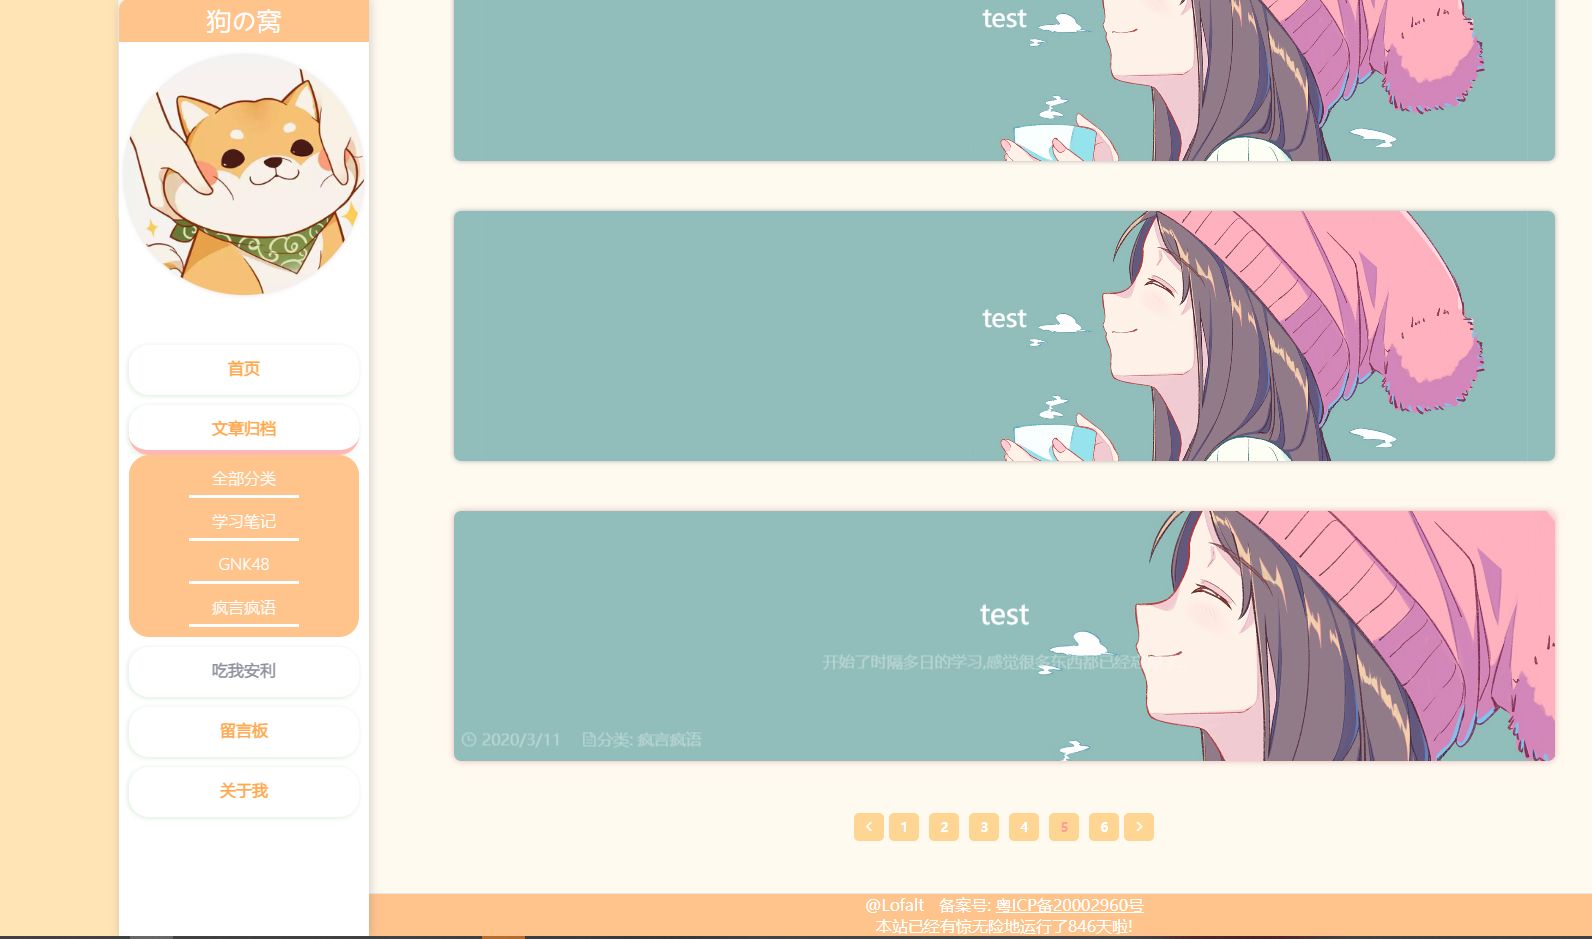 狗の窝
首页
文章归档
全部分类
学习笔记
GNK48
疯言疯语
吃我安利
留言板
关于我
test
test
test
开始了时隔多日的学习,感觉很多东西都已经忘
2020/3/11 分类: 疯言疯语
< 1 2 3 4 5 6 >
@Lofalt 备案号: 粤ICP备20002960号
本站已经有惊无险地运行了846天啦!